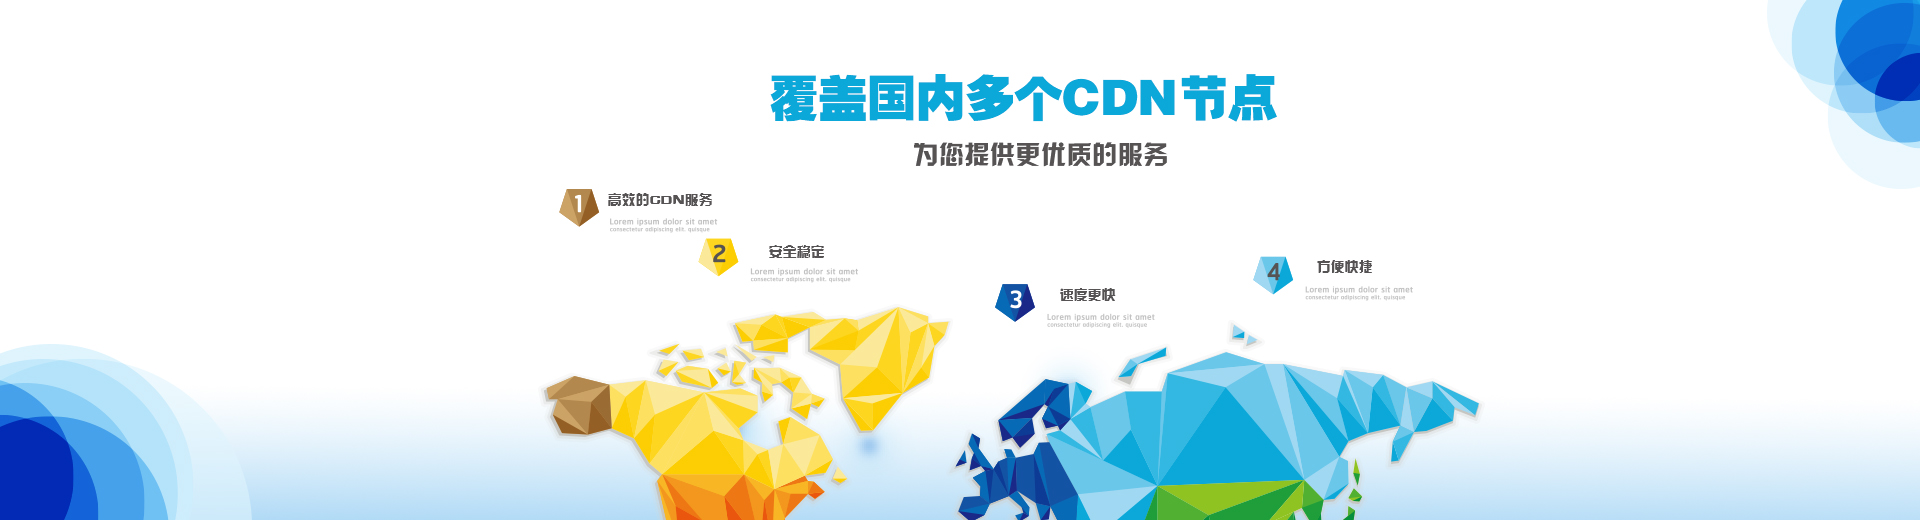 覆盖国内多个CDN节点
为您提供更优质的服务
1
高效的CDN服务
Lorem ipsum dolor sit amet
consectetur adipiscing elit. quisque
2
安全稳定
Lorem ipsum dolor sit amet
consectetur adipiscing elit. quisque
3
速度更快
Lorem ipsum dolor sit amet
consectetur adipiscing elit. quisque
4
方便快捷
Lorem ipsum dolor sit amet
consectetur adipiscing elit. quisque